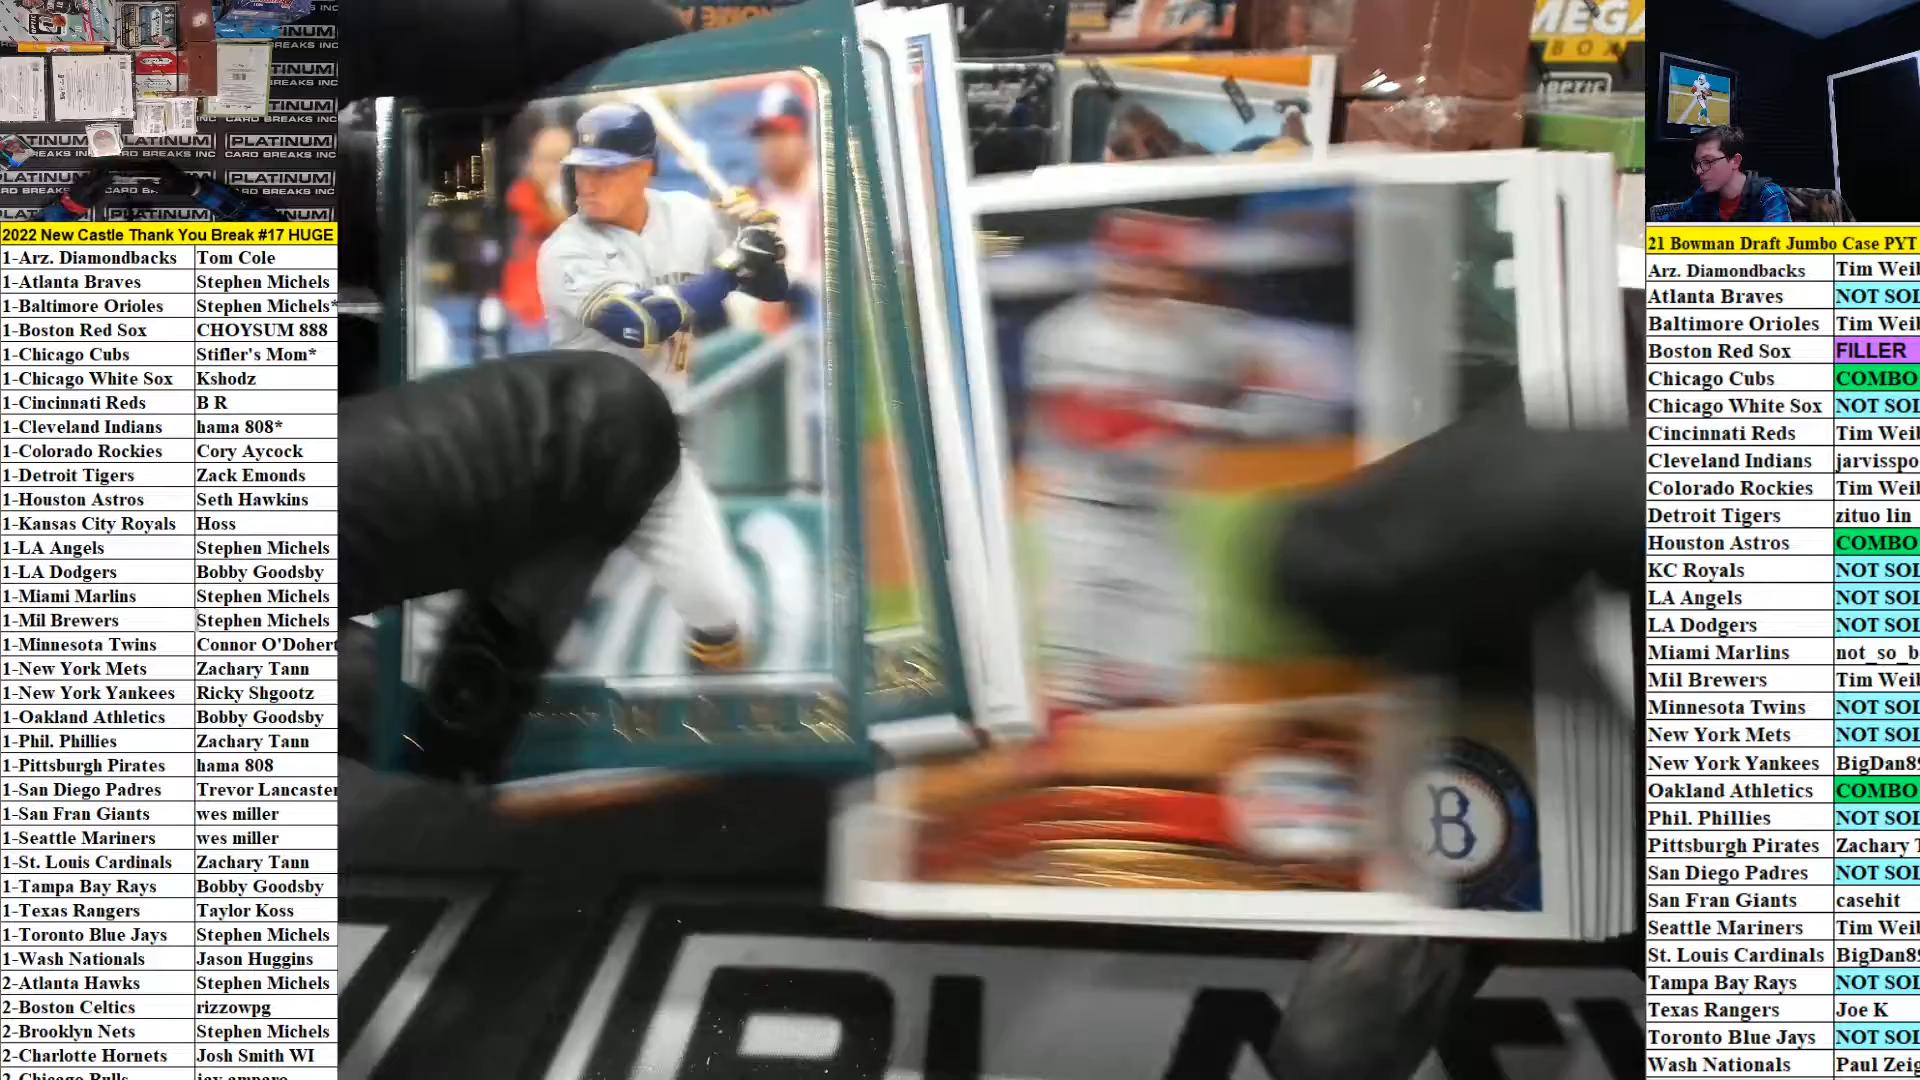 2022 New Castle Thank You Break #17 HUGE
1-Arz. Diamondbacks Tom Cole
1-Atlanta Braves Stephen Michels
1-Baltimore Orioles Stephen Michels*
1-Boston Red Sox CHOYSUM 888
1-Chicago Cubs Stifler's Mom*
1-Chicago White Sox Kshodz
1-Cincinnati Reds B R
1-Cleveland Indians hama 808*
1-Colorado Rockies Cory Aycock
1-Detroit Tigers Zack Emonds
1-Houston Astros Seth Hawkins
1-Kansas City Royals Hoss
1-LA Angels Stephen Michels
1-LA Dodgers Bobby Goodsby
1-Miami Marlins Stephen Michels
1-Mil Brewers Stephen Michels
1-Minnesota Twins Connor O'Dohert
1-New York Mets Zachary Tann
1-New York Yankees Ricky Shgootz
1-Oakland Athletics Bobby Goodsby
1-Phil. Phillies Zachary Tann
1-Pittsburgh Pirates hama 808
1-San Diego Padres Trevor Lancaster
1-San Fran Giants wes miller
1-Seattle Mariners wes miller
1-St. Louis Cardinals Zachary Tann
1-Tampa Bay Rays Bobby Goodsby
1-Texas Rangers Taylor Koss
1-Toronto Blue Jays Stephen Michels
1-Wash Nationals Jason Huggins
2-Atlanta Hawks Stephen Michels
2-Boston Celtics rizzowpg
2-Brooklyn Nets Stephen Michels
2-Charlotte Hornets Josh Smith WI
2-Chicago Bulls jay amparo
PLATINUM
CARD BREAKS INC
MEGA
BOX
OPTIC
B
21 Bowman Draft Jumbo Case PYT
Arz. Diamondbacks Tim Weib
Atlanta Braves NOT SOL
Baltimore Orioles Tim Weib
Boston Red Sox FILLER
Chicago Cubs COMBO
Chicago White Sox NOT SOL
Cincinnati Reds Tim Weib
Cleveland Indians jarvisspo
Colorado Rockies Tim Weib
Detroit Tigers zituo lin
Houston Astros COMBO
KC Royals NOT SOL
LA Angels NOT SOL
LA Dodgers NOT SOL
Miami Marlins not_so_b
Mil Brewers Tim Weib
Minnesota Twins NOT SOL
New York Mets NOT SOL
New York Yankees BigDan89
Oakland Athletics COMBO
Phil. Phillies NOT SOL
Pittsburgh Pirates Zachary T
San Diego Padres NOT SOL
San Fran Giants casehit
Seattle Mariners Tim Weib
St. Louis Cardinals BigDan89
Tampa Bay Rays NOT SOL
Texas Rangers Joe K
Toronto Blue Jays NOT SOL
Wash Nationals Paul Zeig